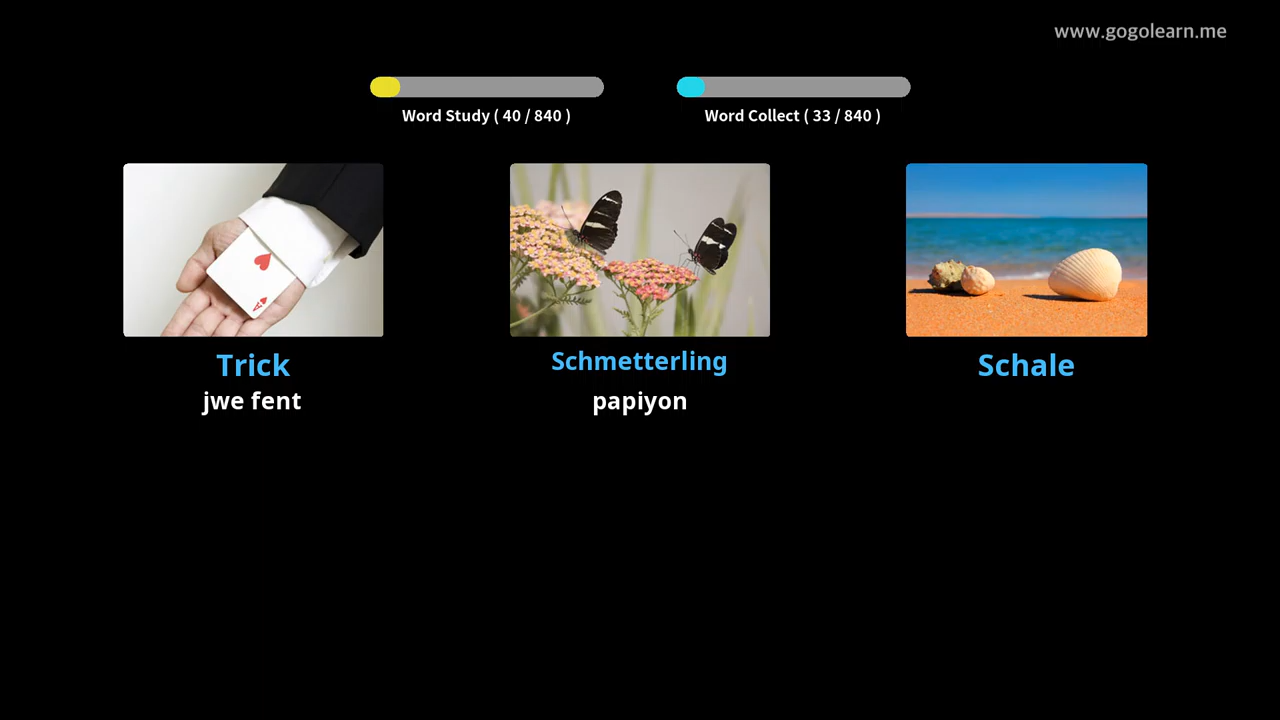 www.gogolearn.me
Word Study ( 40 / 840 )
Word Collect ( 33 / 840 )
Trick
jwe fent
Schmetterling
papiyon
Schale